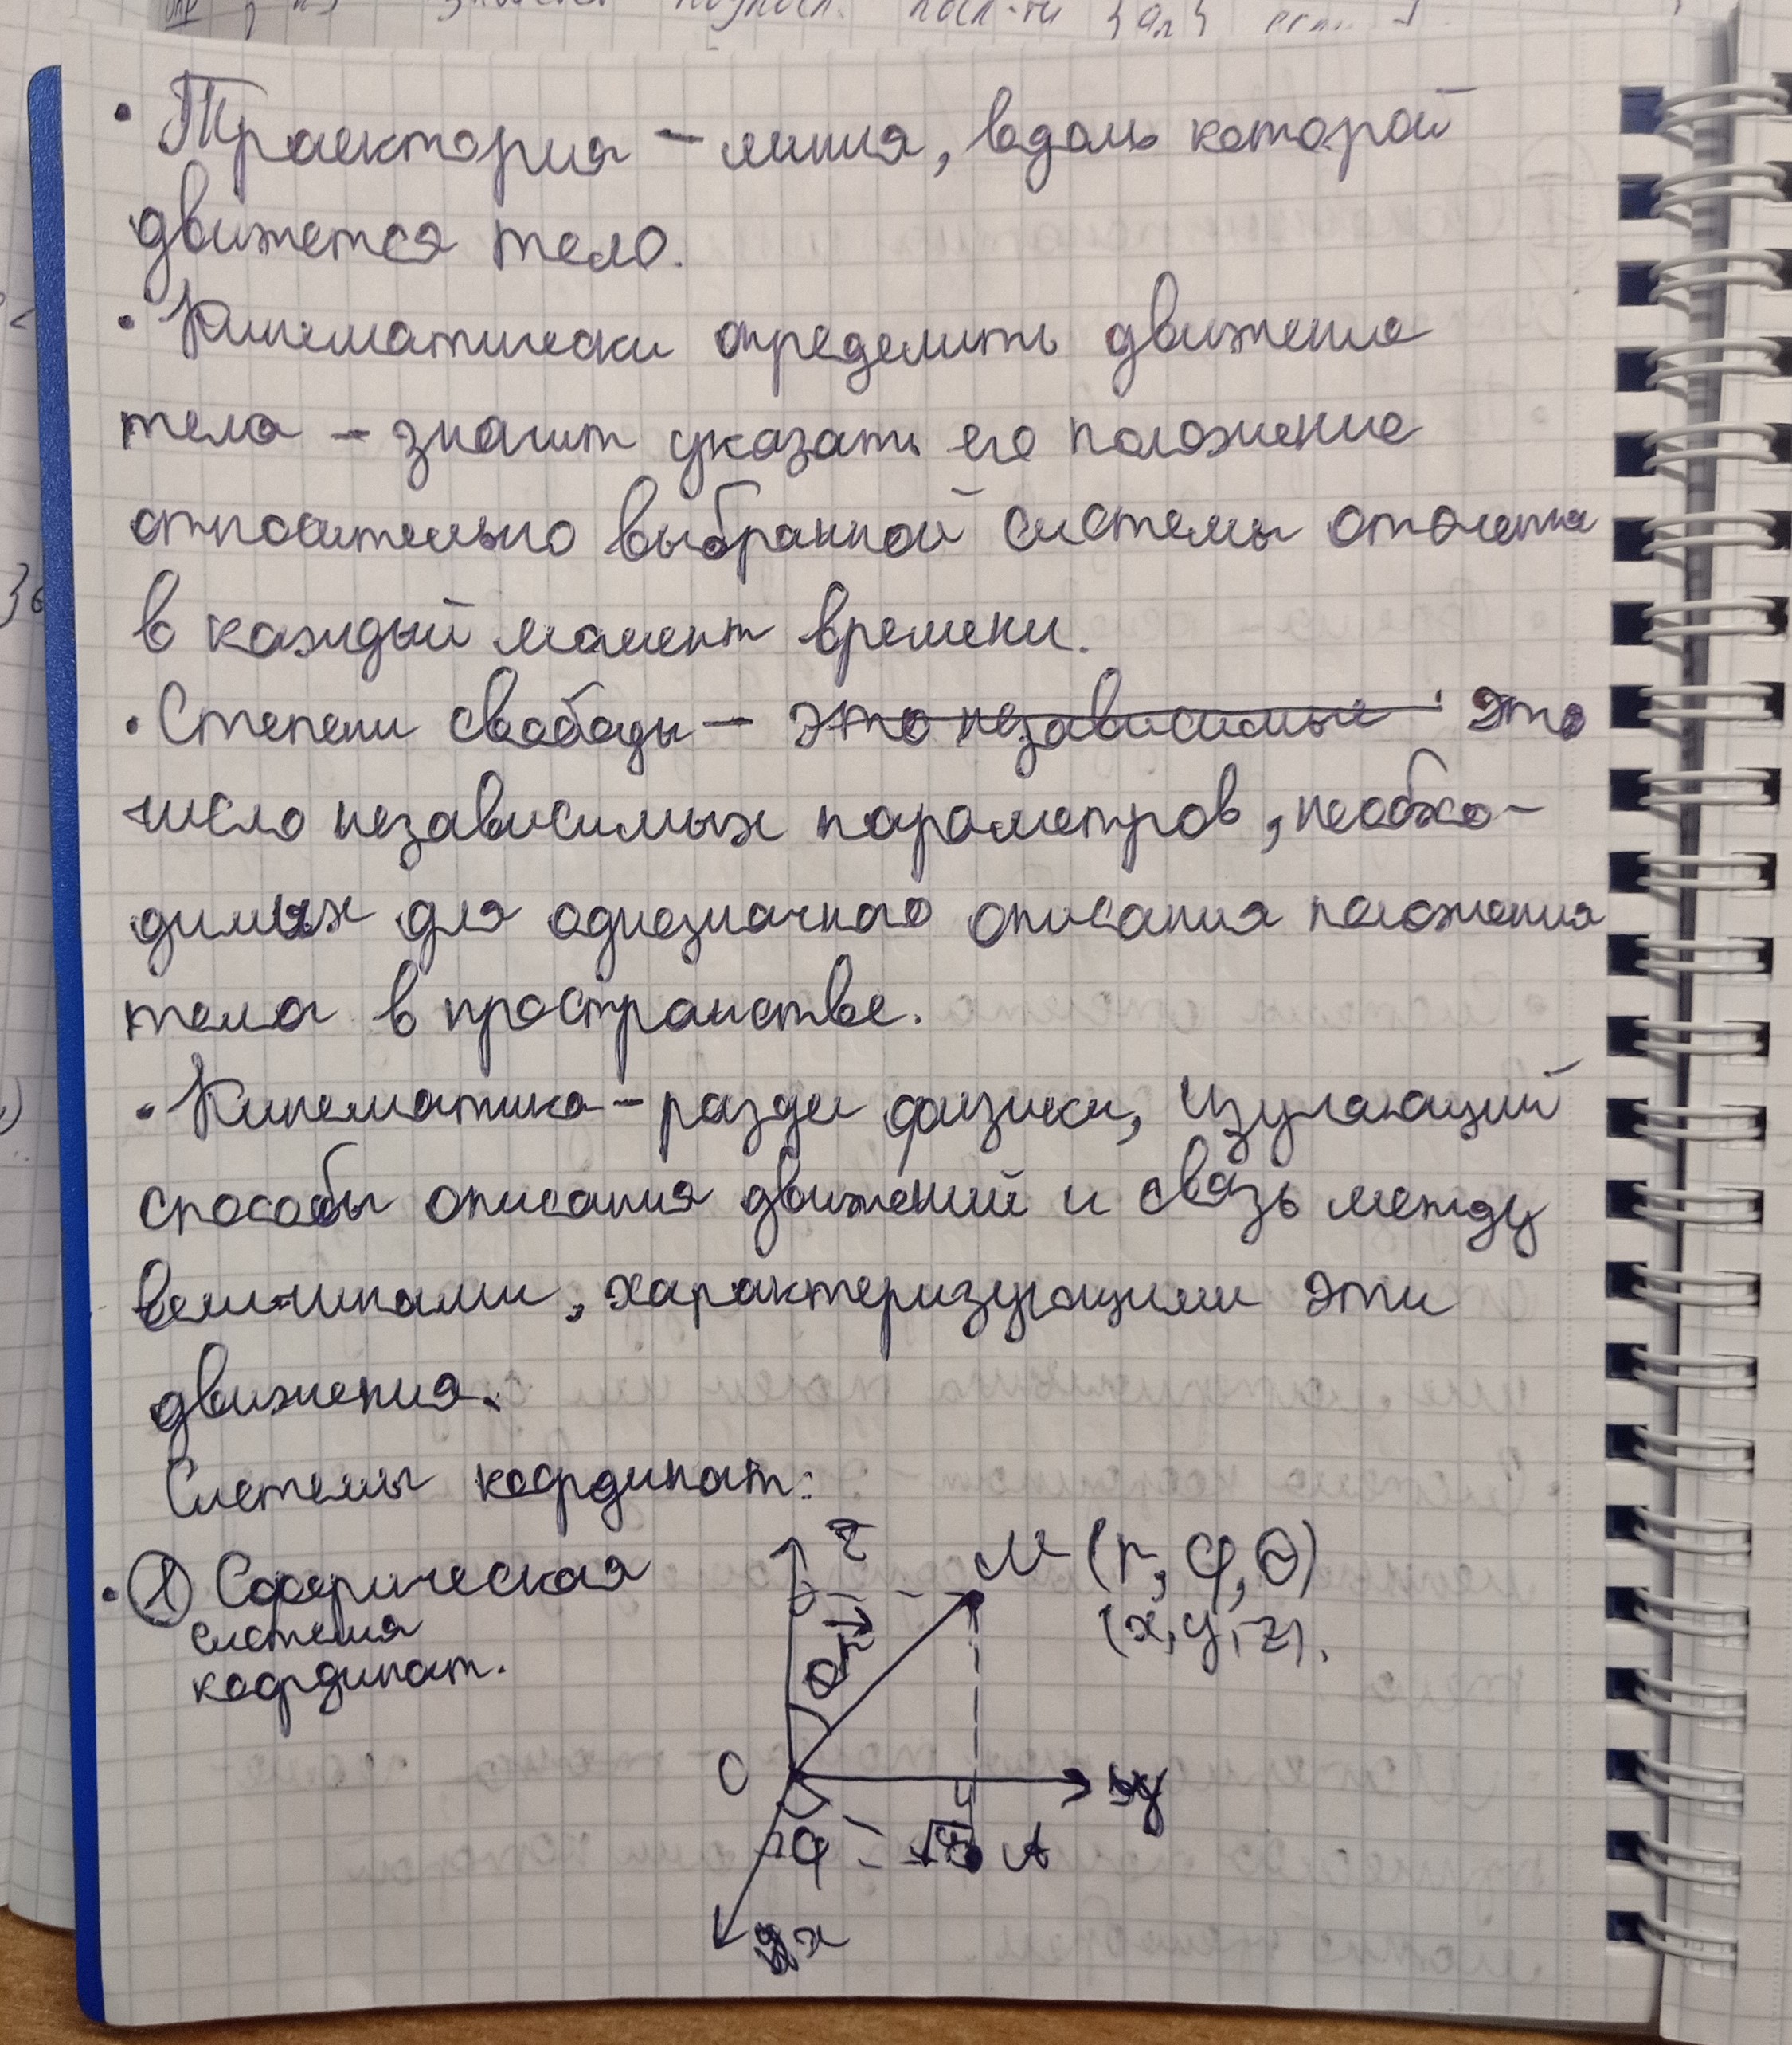 • Траектория – линия, вдоль которой
движется тело.
• Кинематически определить движение
тела – значит указать его положение
относительно выбранной системы отсчета
в каждый момент времени.
• Степени свободы – это независимые это
число независимых параметров, необхо-
димых для однозначного описания положения
тела в пространстве.
• Кинематика – раздел физики, изучающий
способы описания движений и связь между
величинами, характеризующими эти
движения.
Системы координат:
• ① Сферическая
система
координат.
z
M (r, φ, θ)
(x, y, z).
θ r
O
y
φ
A
x